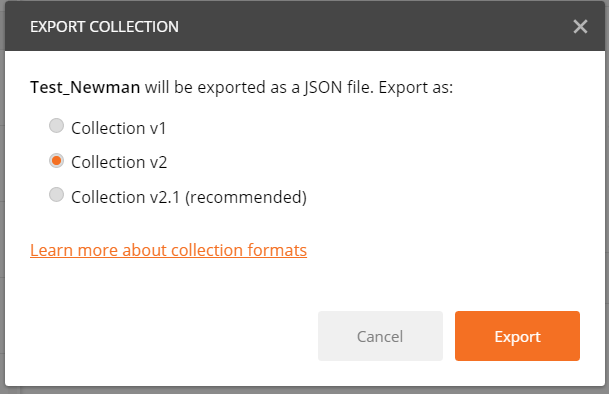 EXPORT COLLECTION
Test_Newman will be exported as a JSON file. Export as:
Collection v1
Collection v2
Collection v2.1 (recommended)
Learn more about collection formats
Cancel
Export